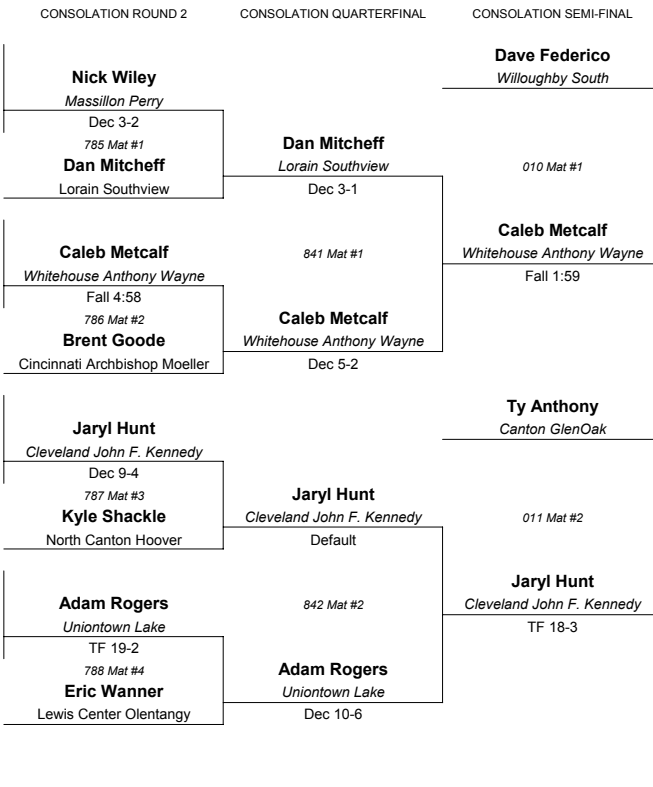 CONSOLATION ROUND 2
CONSOLATION QUARTERFINAL
CONSOLATION SEMI-FINAL
Nick Wiley
Massillon Perry
Dec 3-2
785 Mat #1
Dan Mitcheff
Lorain Southview
Caleb Metcalf
Whitehouse Anthony Wayne
Fall 4:58
786 Mat #2
Brent Goode
Cincinnati Archbishop Moeller
Jaryl Hunt
Cleveland John F. Kennedy
Dec 9-4
787 Mat #3
Kyle Shackle
North Canton Hoover
Adam Rogers
Uniontown Lake
TF 19-2
788 Mat #4
Eric Wanner
Lewis Center Olentangy
Dan Mitcheff
Lorain Southview
Dec 3-1
841 Mat #1
Caleb Metcalf
Whitehouse Anthony Wayne
Dec 5-2
Jaryl Hunt
Cleveland John F. Kennedy
Default
842 Mat #2
Adam Rogers
Uniontown Lake
Dec 10-6
Dave Federico
Willoughby South
010 Mat #1
Caleb Metcalf
Whitehouse Anthony Wayne
Fall 1:59
Ty Anthony
Canton GlenOak
011 Mat #2
Jaryl Hunt
Cleveland John F. Kennedy
TF 18-3